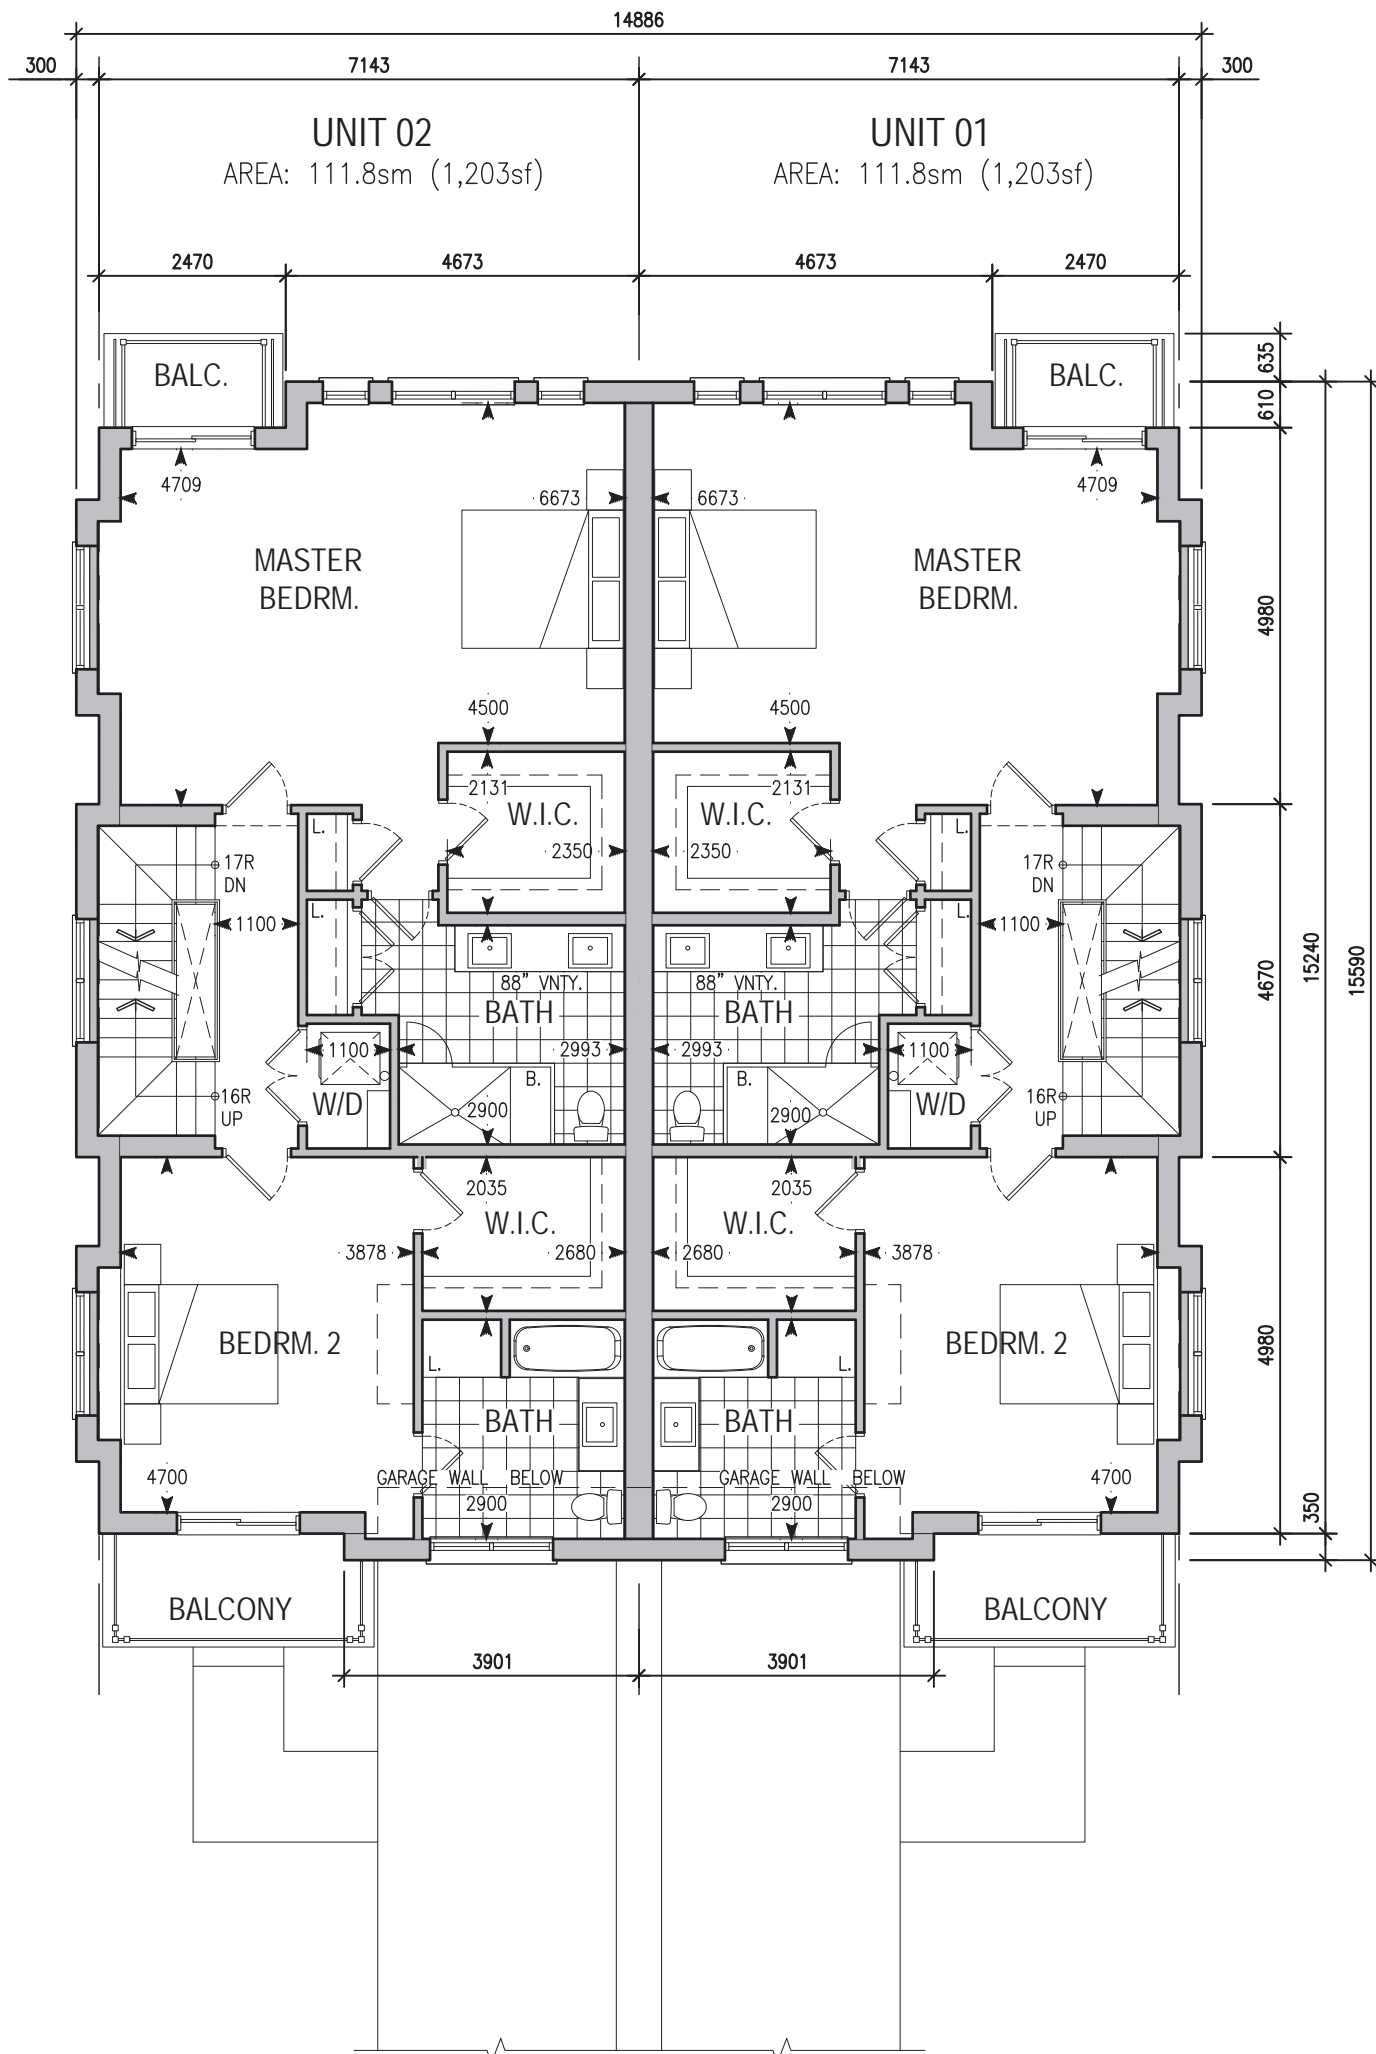 14886
300 7143 7143 300
UNIT 02 UNIT 01
AREA: 111.8sm (1,203sf) AREA: 111.8sm (1,203sf)
2470 4673 4673 2470
635
BALC. BALC.
610
4709 6673 6673 4709
MASTER MASTER
BEDRM. BEDRM.
4980
4500 4500
2131 2131
W.I.C. W.I.C.
L. L.
2350 2350
17R 17R
DN DN
L. L.
1100 1100
4670 15240 15590
88" VNTY. 88" VNTY.
BATH BATH
1100 2993 2993 1100
B. B.
16R W/D 2900 2900 W/D 16R
UP UP
2035 2035
W.I.C. W.I.C.
3878 2680 2680 3878
BEDRM. 2 BEDRM. 2
4980
L. L.
BATH BATH
4700 GARAGE WALL BELOW GARAGE WALL BELOW 4700
2900 2900
350
BALCONY BALCONY
3901 3901